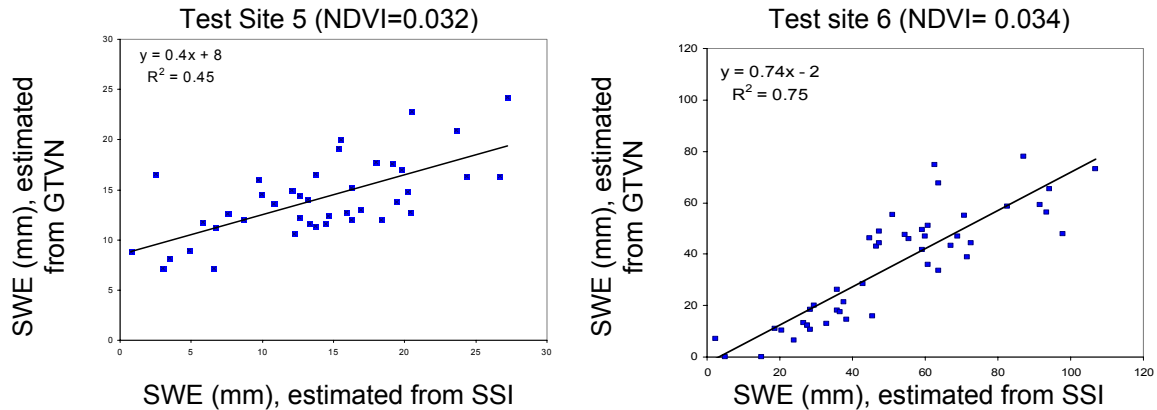 Test Site 5 (NDVI=0.032)
SWE (mm), estimated
from GTVN
30
25
20
15
10
5
0
y = 0.4x + 8
R² = 0.45
0 5 10 15 20 25 30
SWE (mm), estimated from SSI
Test site 6 (NDVI= 0.034)
SWE (mm), estimated
from GTVN
120
100
80
60
40
20
0
y = 0.74x - 2
R² = 0.75
0 20 40 60 80 100 120
SWE (mm), estimated from SSI